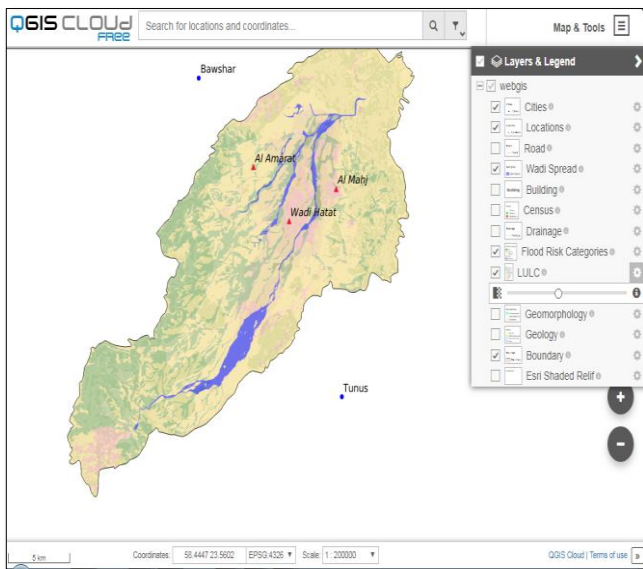 QGIS CLOUD
FREE
Search for locations and coordinates...
Map & Tools
Layers & Legend
webgis
Cities
Locations
Road
Wadi Spread
Building
Census
Drainage
Flood Risk Categories
LULC
Geomorphology
Geology
Boundary
Esri Shaded Relif
Bawshar
Al Amarat
Al Mahj
Wadi Hatat
Tunus
+
−
5 km
Coordinates: 58.4447 23.5602 EPSG:4326 Scale: 1 : 200000
QGIS Cloud | Terms of use »